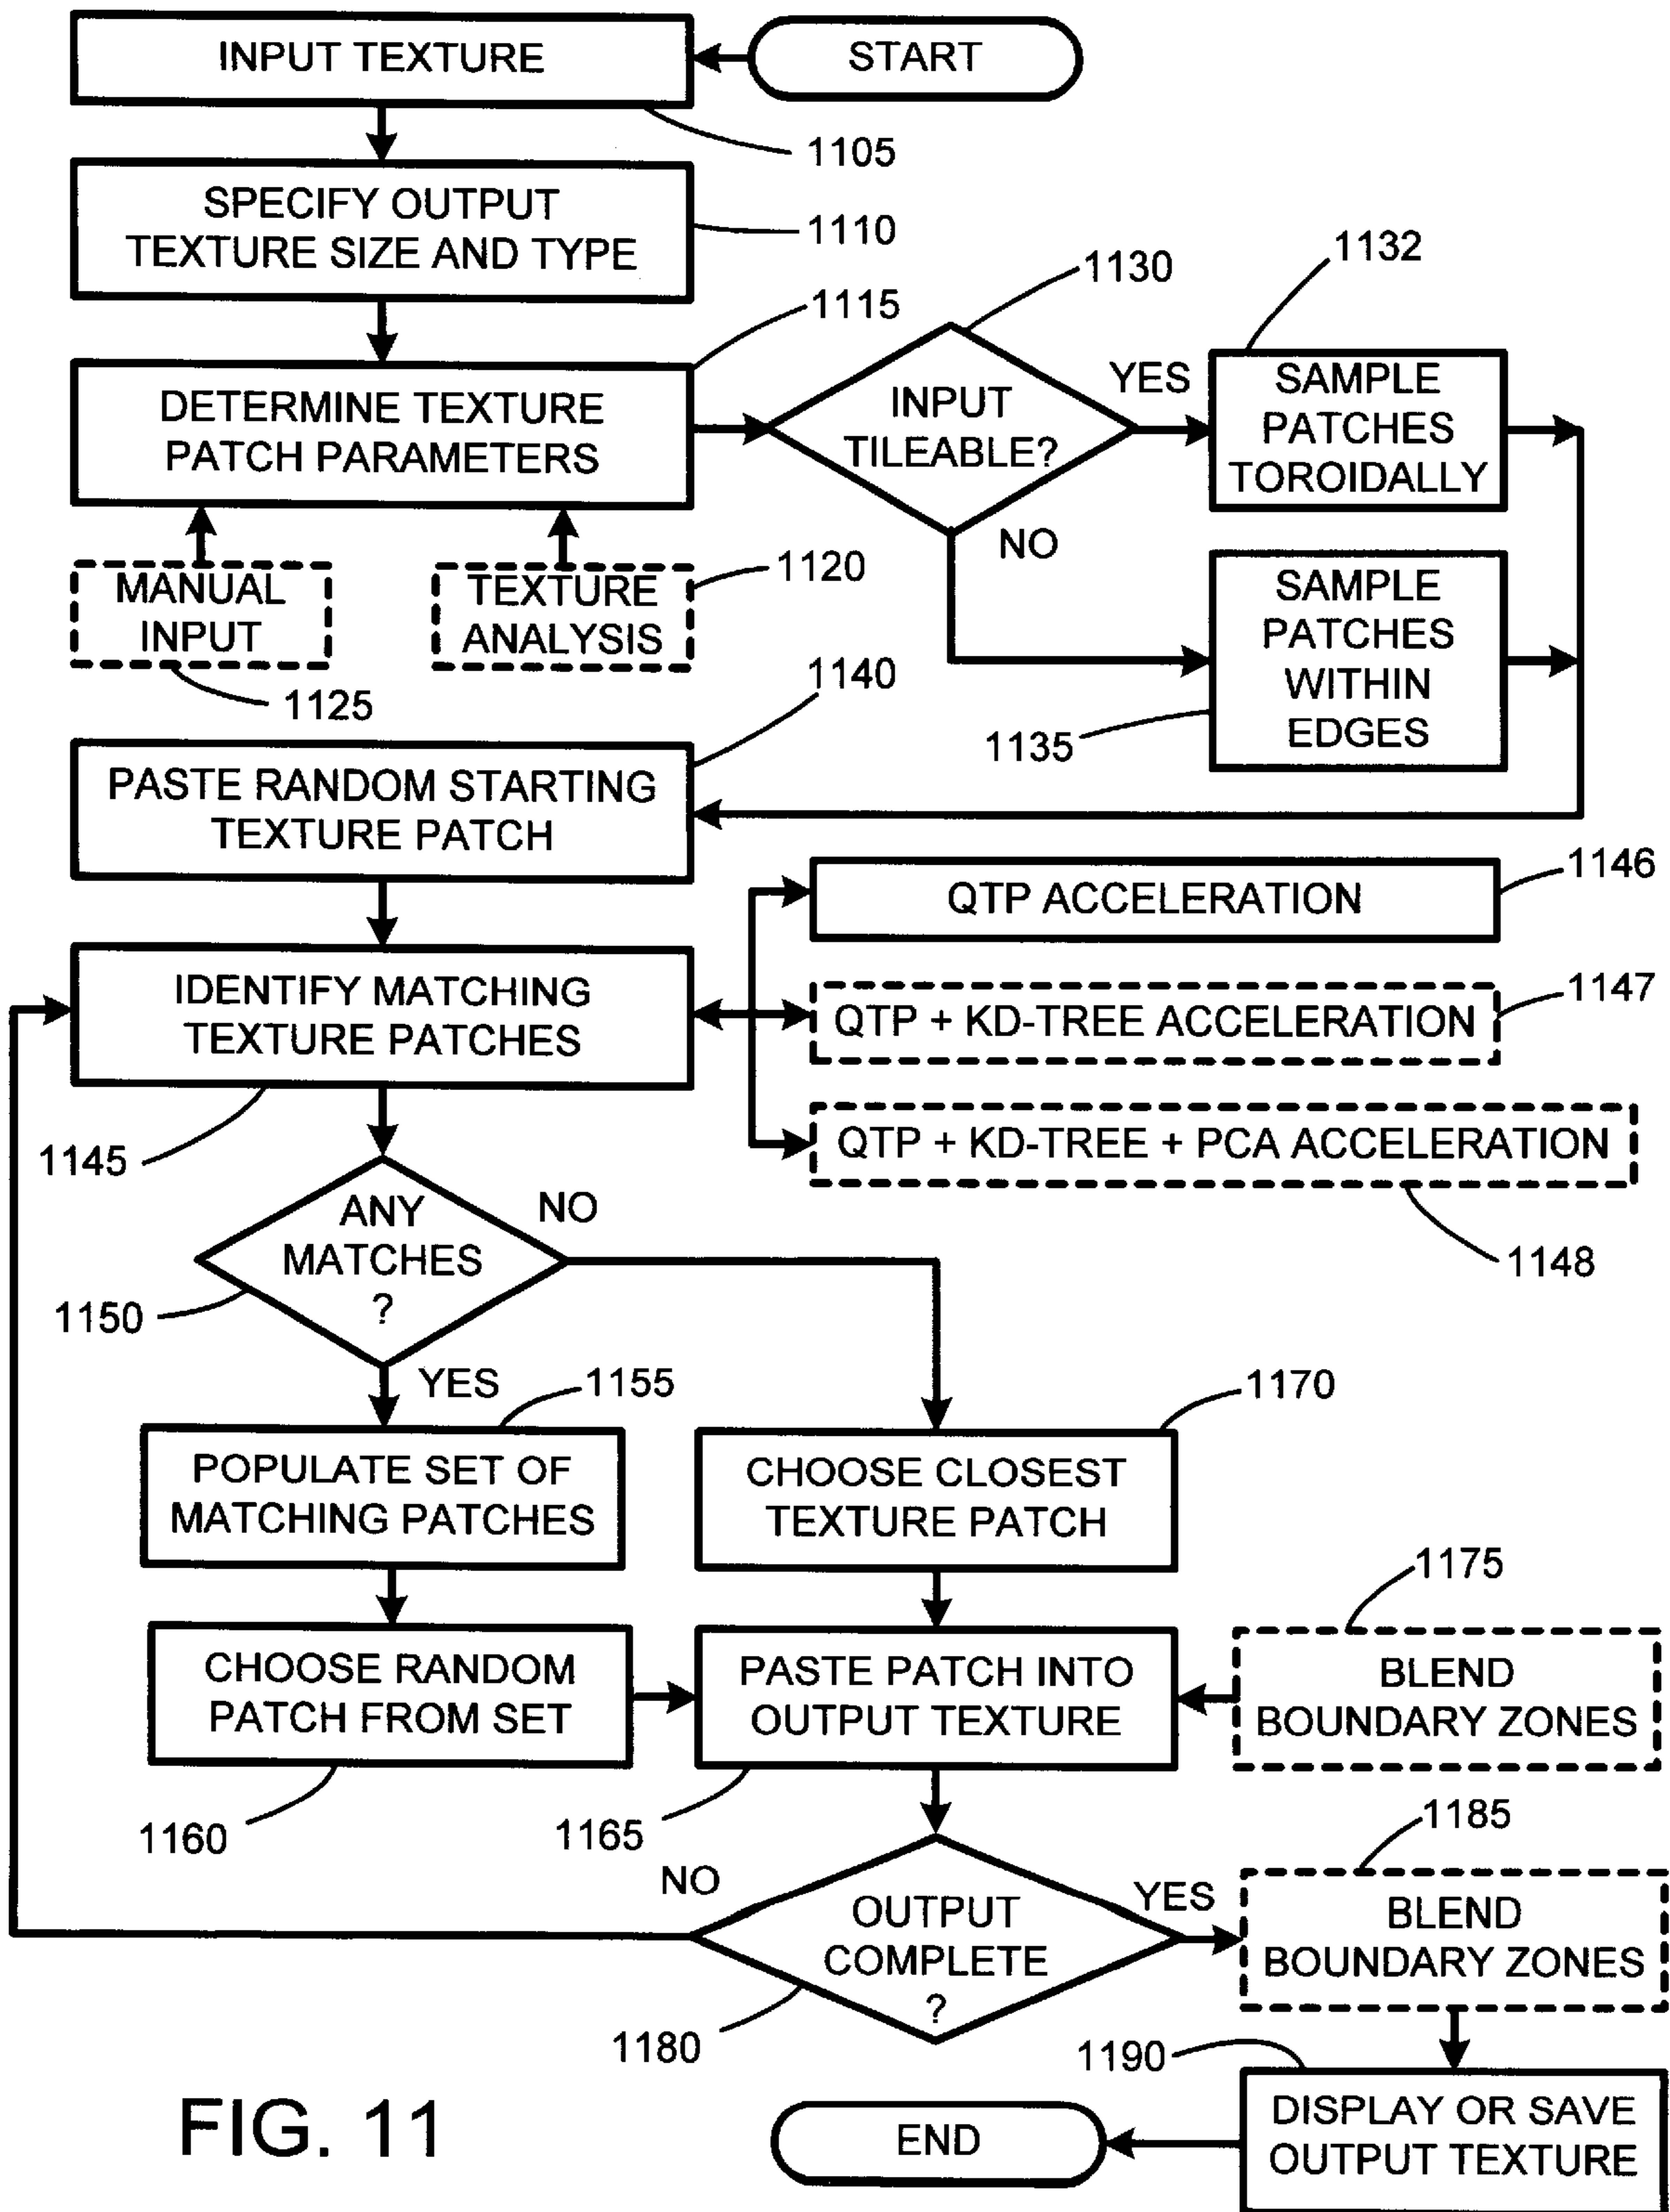 INPUT TEXTURE
START
1105
SPECIFY OUTPUT
TEXTURE SIZE AND TYPE
1110
DETERMINE TEXTURE
PATCH PARAMETERS
1115
MANUAL
INPUT
1125
TEXTURE
ANALYSIS
1120
INPUT
TILEABLE?
1130
YES
NO
SAMPLE
PATCHES
TOROIDALLY
1132
SAMPLE
PATCHES
WITHIN
EDGES
1135
PASTE RANDOM STARTING
TEXTURE PATCH
1140
IDENTIFY MATCHING
TEXTURE PATCHES
1145
QTP ACCELERATION
1146
QTP + KD-TREE ACCELERATION
1147
QTP + KD-TREE + PCA ACCELERATION
1148
ANY
MATCHES
?
1150
NO
YES
POPULATE SET OF
MATCHING PATCHES
1155
CHOOSE CLOSEST
TEXTURE PATCH
1170
CHOOSE RANDOM
PATCH FROM SET
1160
PASTE PATCH INTO
OUTPUT TEXTURE
1165
BLEND
BOUNDARY ZONES
1175
OUTPUT
COMPLETE
?
1180
NO
YES
BLEND
BOUNDARY ZONES
1185
DISPLAY OR SAVE
OUTPUT TEXTURE
1190
END
FIG. 11